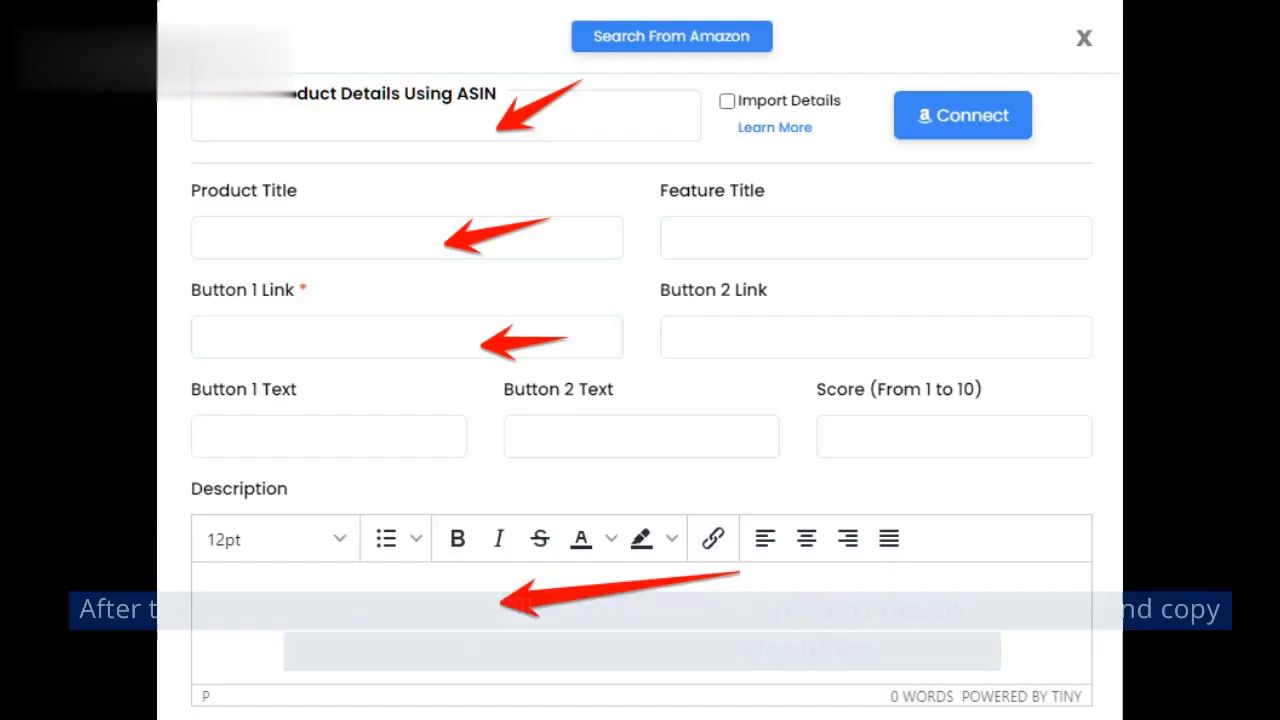 Search From Amazon
X
duct Details Using ASIN
Import Details
Learn More
a Connect
Product Title
Feature Title
Button 1 Link *
Button 2 Link
Button 1 Text
Button 2 Text
Score (From 1 to 10)
Description
12pt
B I S A
After t
nd copy
P
0 WORDS POWERED BY TINY